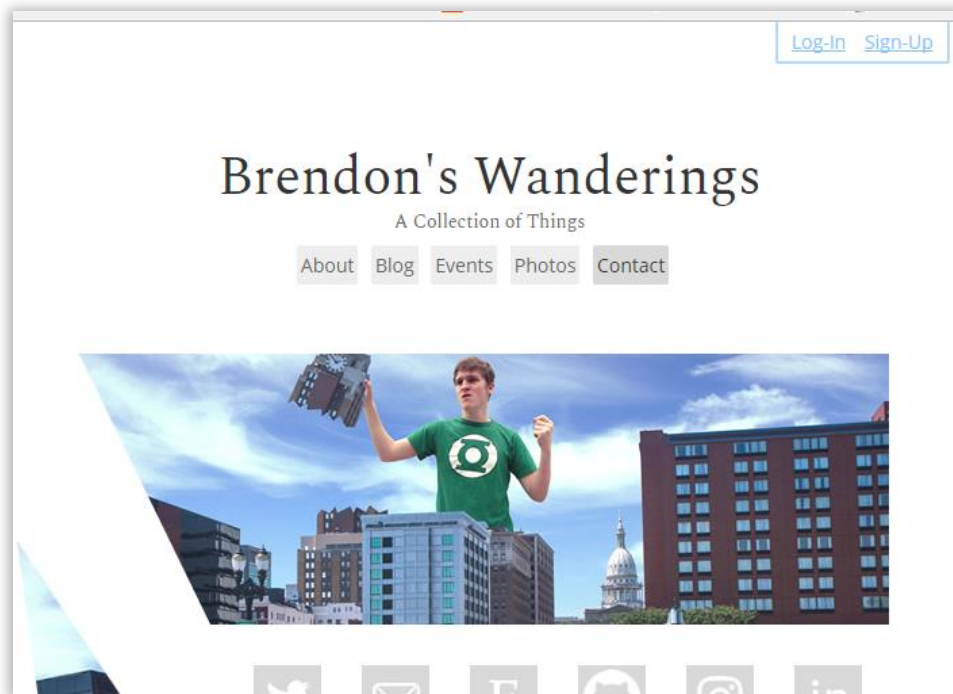 Log-In Sign-Up
Brendon's Wanderings
A Collection of Things
About Blog Events Photos Contact